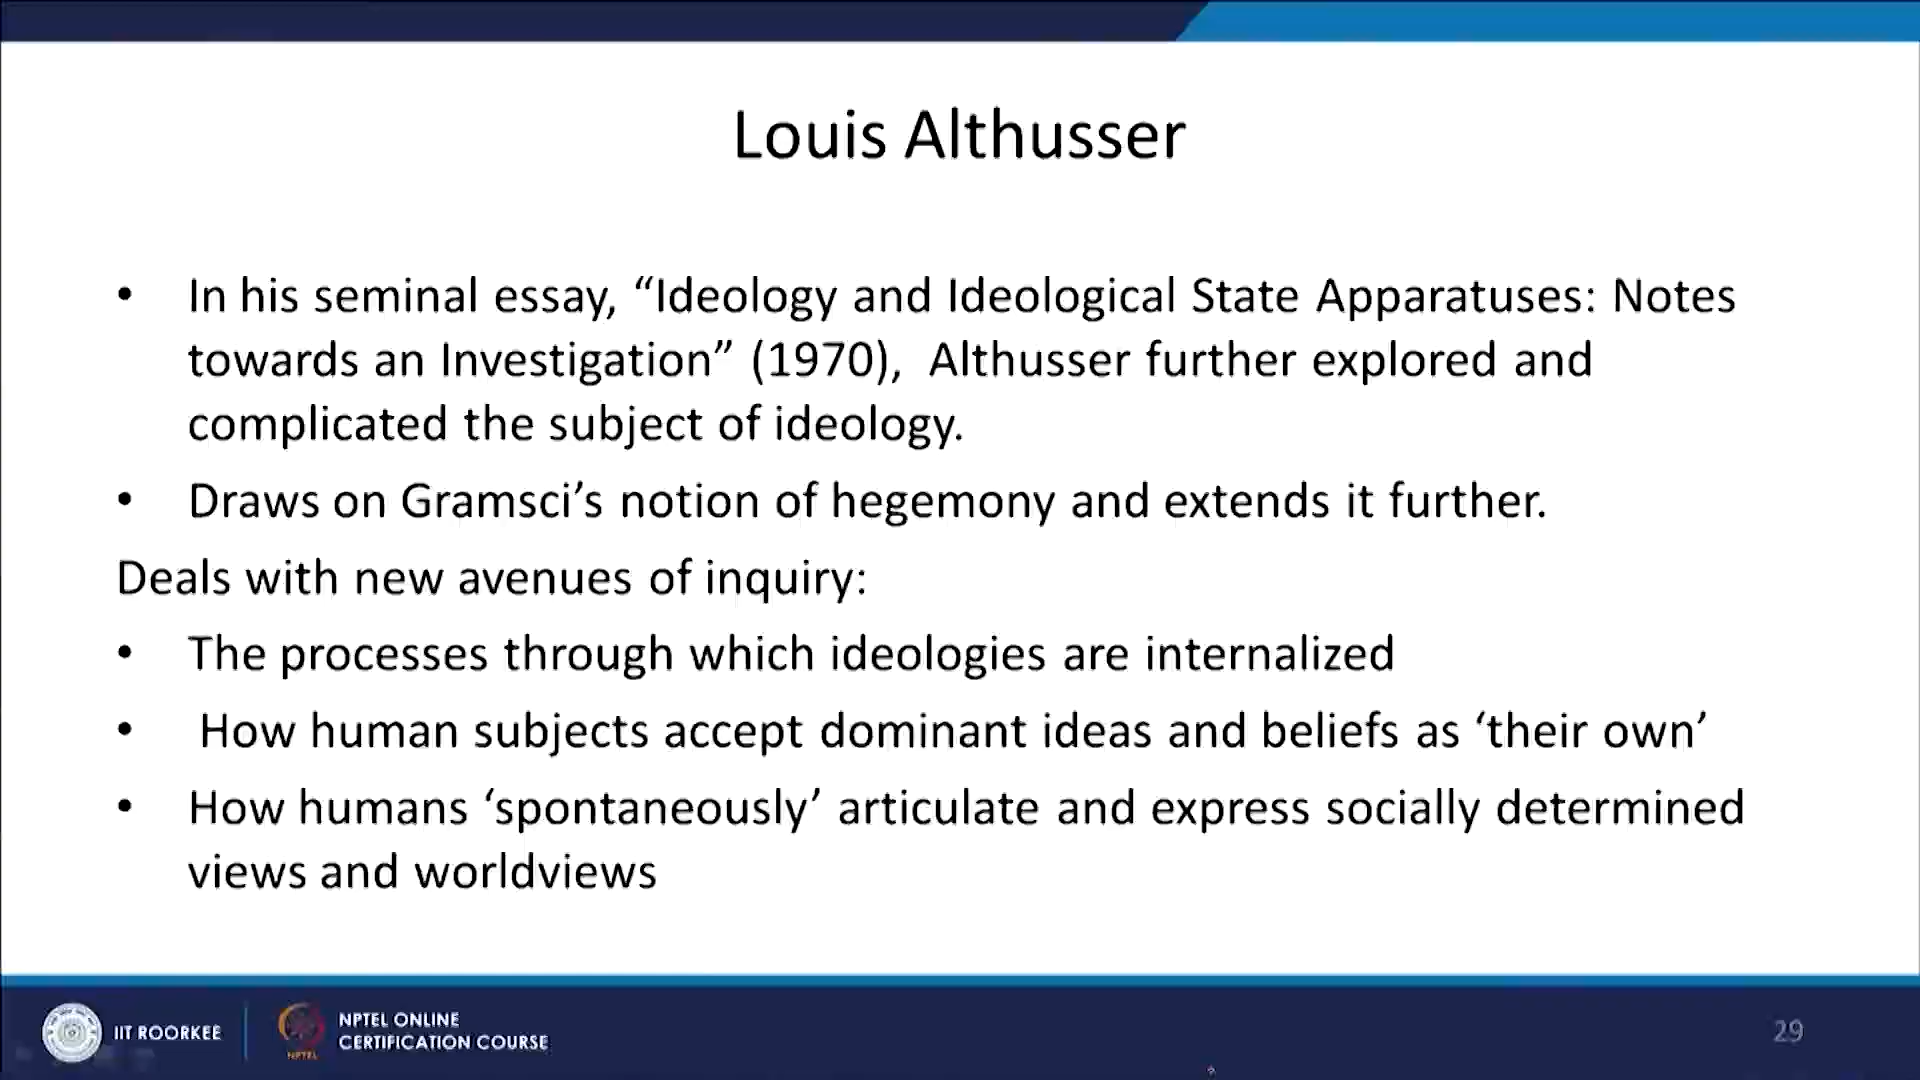 Louis Althusser
• In his seminal essay, “Ideology and Ideological State Apparatuses: Notes
towards an Investigation” (1970), Althusser further explored and
complicated the subject of ideology.
• Draws on Gramsci’s notion of hegemony and extends it further.
Deals with new avenues of inquiry:
• The processes through which ideologies are internalized
• How human subjects accept dominant ideas and beliefs as ‘their own’
• How humans ‘spontaneously’ articulate and express socially determined
views and worldviews
IIT ROORKEE
NPTEL
NPTEL ONLINE
CERTIFICATION COURSE
29